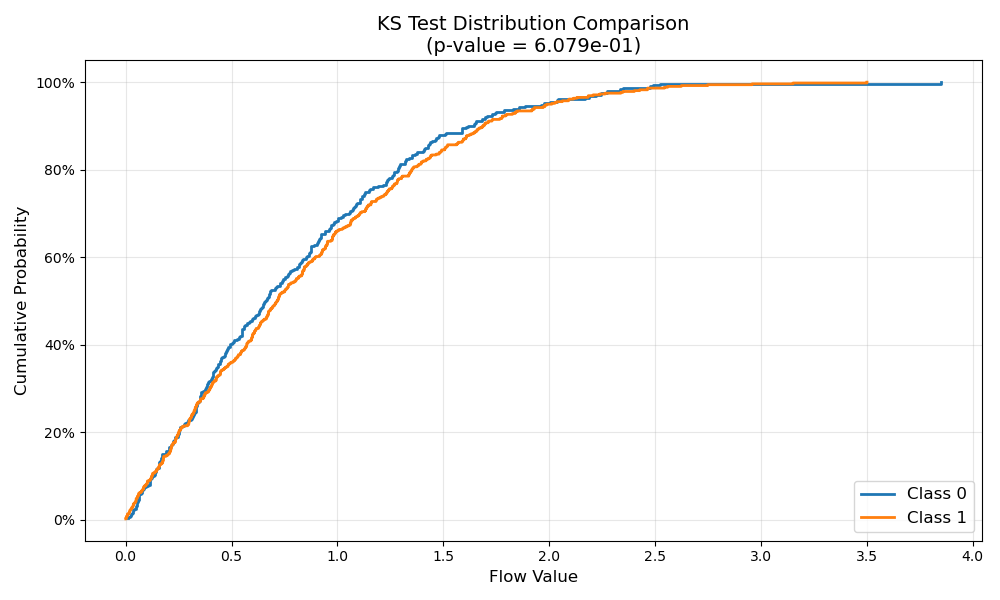 KS Test Distribution Comparison
(p-value = 6.079e-01)
Cumulative Probability
100%
80%
60%
40%
20%
0%
0.0 0.5 1.0 1.5 2.0 2.5 3.0 3.5 4.0
Flow Value
Class 0
Class 1